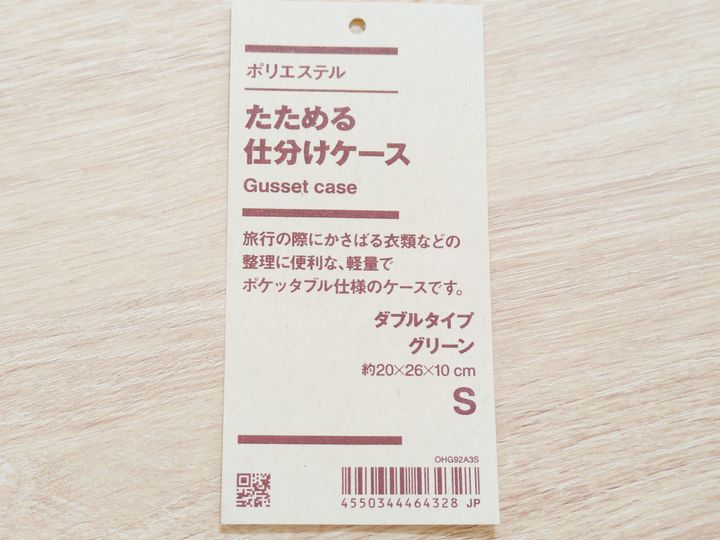 ポリエステル
たためる
仕分けケース
Gusset case
旅行の際にかさばる衣類などの
整理に便利な、軽量で
ポケッタブル仕様のケースです。
ダブルタイプ
グリーン
約20×26×10 cm
S
OHG92A3S
4550344464328 JP